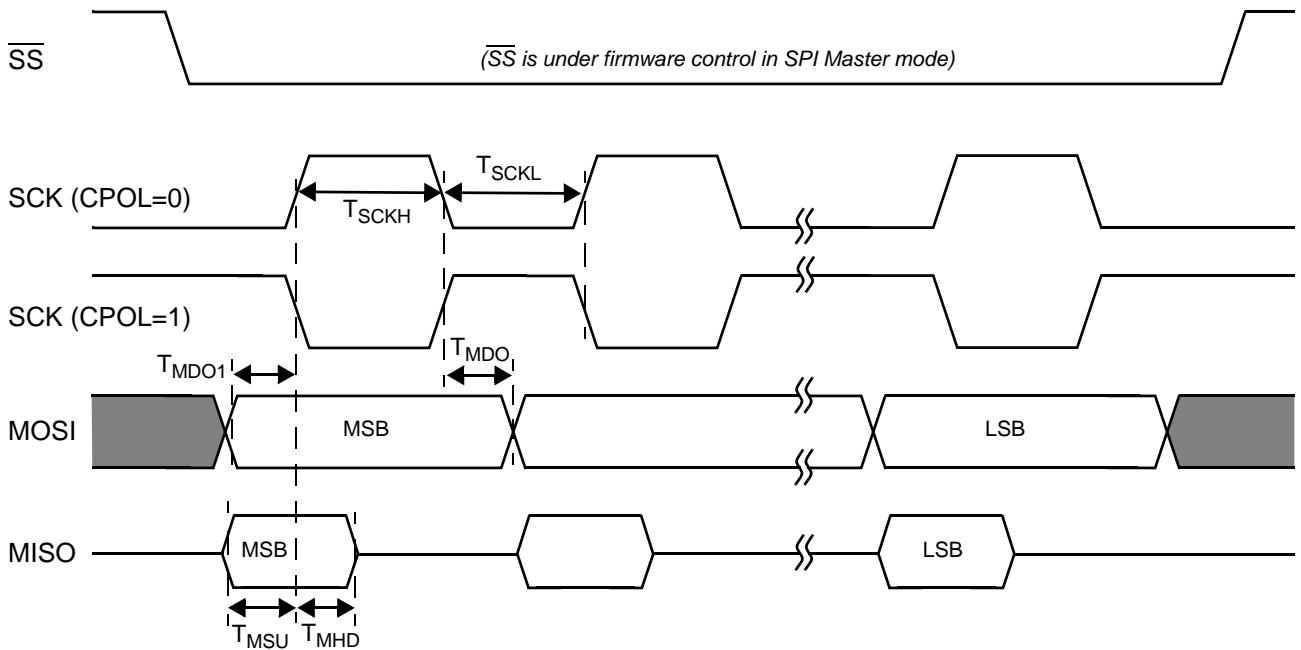 SS
(SS is under firmware control in SPI Master mode)
SCK (CPOL=0)
TSCKH
TSCKL
SCK (CPOL=1)
TMDO1
TMDO
MOSI
MSB
LSB
MISO
MSB
LSB
TMSU
TMHD